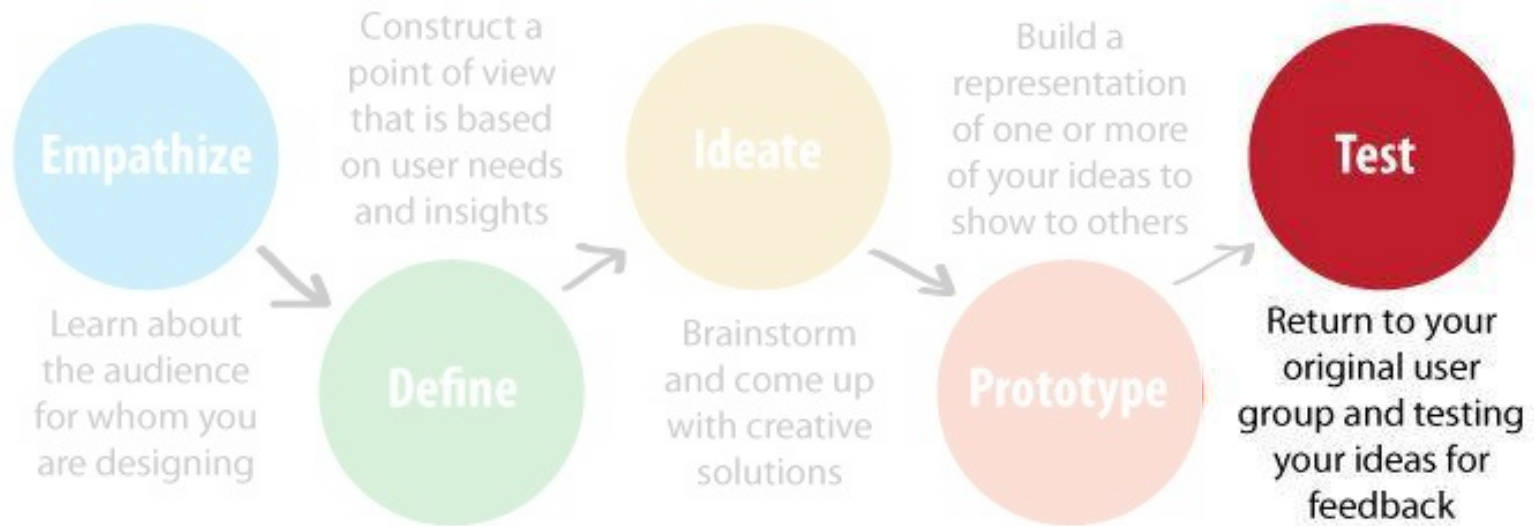 Empathize
Learn about
the audience
for whom you
are designing
Construct a
point of view
that is based
on user needs
and insights
Define
Ideate
Brainstorm
and come up
with creative
solutions
Build a
representation
of one or more
of your ideas to
show to others
Prototype
Test
Return to your
original user
group and testing
your ideas for
feedback